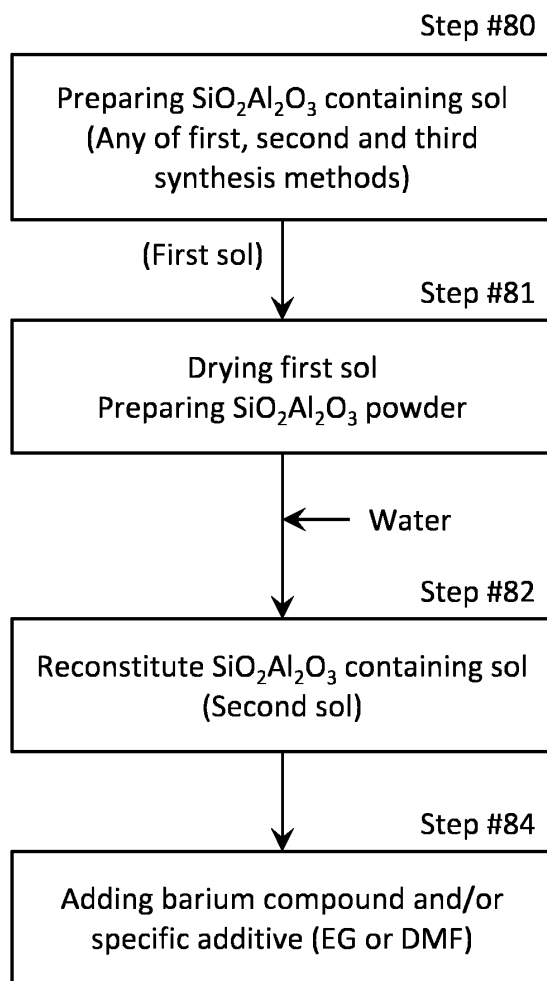 Step #80
Preparing SiO₂Al₂O₃ containing sol
(Any of first, second and third
synthesis methods)
(First sol)
Step #81
Drying first sol
Preparing SiO₂Al₂O₃ powder
Water
Step #82
Reconstitute SiO₂Al₂O₃ containing sol
(Second sol)
Step #84
Adding barium compound and/or
specific additive (EG or DMF)